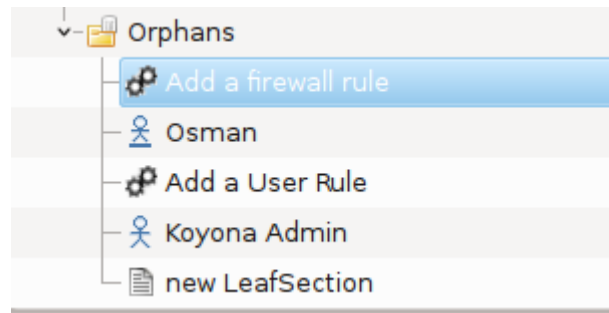 Orphans
Add a firewall rule
Osman
Add a User Rule
Koyona Admin
new LeafSection